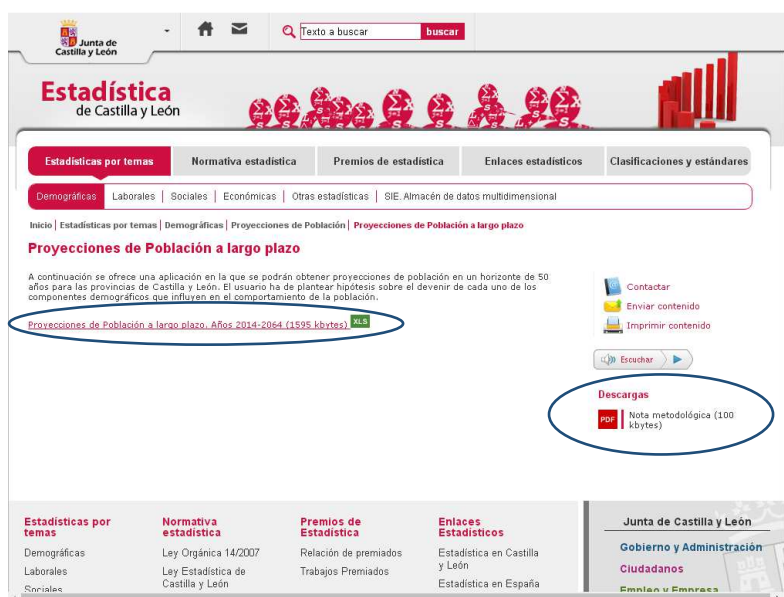 Junta de
Castilla y León
Texto a buscar
buscar
Estadística
de Castilla y León
Estadísticas por temas
Normativa estadística
Premios de estadística
Enlaces estadísticos
Clasificaciones y estándares
Demográficas | Laborales | Sociales | Económicas | Otras estadísticas | SIE. Almacén de datos multidimensional
Inicio | Estadísticas por temas | Demográficas | Proyecciones de Población | Proyecciones de Población a largo plazo
Proyecciones de Población a largo plazo
A continuación se ofrece una aplicación en la que se podrán obtener proyecciones de población en un horizonte de 50
años para las provincias de Castilla y León. El usuario ha de plantear hipótesis sobre el devenir de cada uno de los
componentes demográficos que influyen en el comportamiento de la población.
Proyecciones de Población a largo plazo. Años 2014-2064 (1595 kbytes) XLS
Contactar
Enviar contenido
Imprimir contenido
Escuchar
Descargas
PDF
Nota metodológica (100
kbytes)
Estadísticas por
temas
Demográficas
Laborales
Sociales
Normativa
estadística
Ley Orgánica 14/2007
Ley Estadística de
Castilla y León
Premios de
Estadística
Relación de premiados
Trabajos Premiados
Enlaces
Estadísticos
Estadística en Castilla
y León
Estadística en España
Junta de Castilla y León
Gobierno y Administración
Ciudadanos
Empleo y Empresa